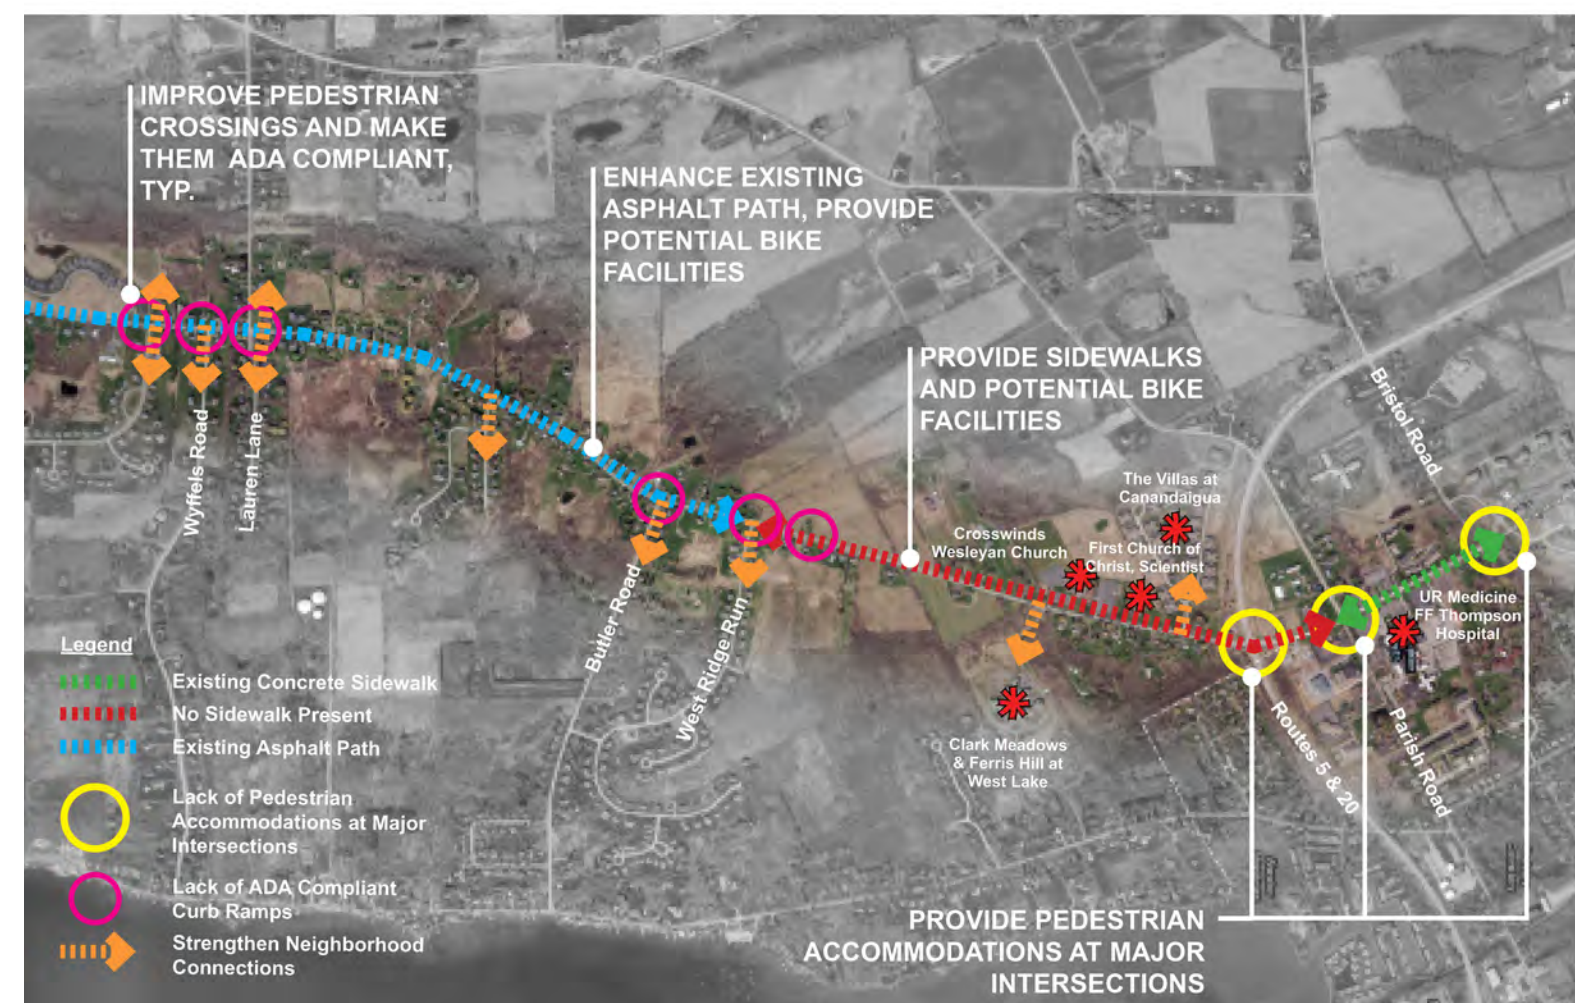 IMPROVE PEDESTRIAN
CROSSINGS AND MAKE
THEM ADA COMPLIANT,
TYP.
ENHANCE EXISTING
ASPHALT PATH, PROVIDE
POTENTIAL BIKE
FACILITIES
PROVIDE SIDEWALKS
AND POTENTIAL BIKE
FACILITIES
Bristol Road
Wyffels Road
Lauren Lane
The Villas at
Canandaigua
Crosswinds
Wesleyan Church
First Church of
Christ, Scientist
UR Medicine
FF Thompson
Hospital
Butler Road
West Ridge Run
Clark Meadows
& Ferris Hill at
West Lake
Routes 5 & 20
Parish Road
Legend
Existing Concrete Sidewalk
No Sidewalk Present
Existing Asphalt Path
Lack of Pedestrian
Accommodations at Major
Intersections
Lack of ADA Compliant
Curb Ramps
Strengthen Neighborhood
Connections
PROVIDE PEDESTRIAN
ACCOMMODATIONS AT MAJOR
INTERSECTIONS